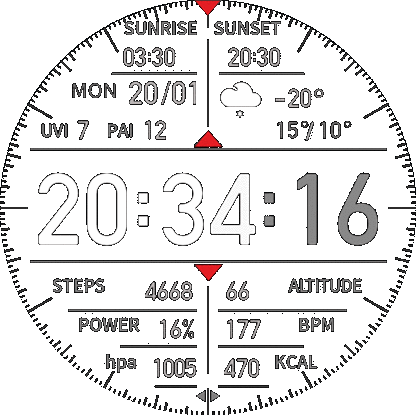 SUNRISE SUNSET
03:30 20:30
MON 20/01 -20°
UVI 7 PAI 12 15°/10°
20:34:16
STEPS 4668 66 ALTITUDE
POWER 16% 177 BPM
hpa 1005 470 KCAL